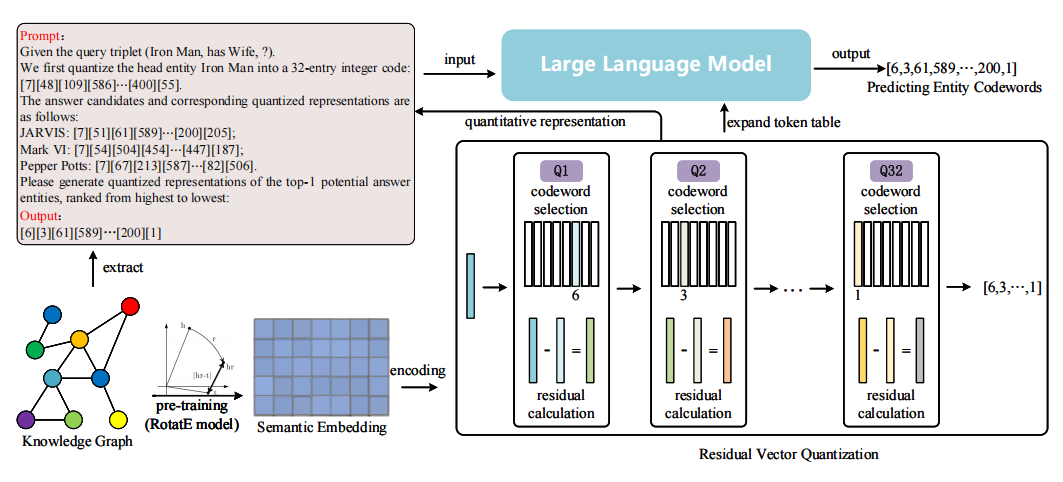 Prompt:
Given the query triplet (Iron Man, has Wife, ?).
We first quantize the head entity Iron Man into a 32-entry integer code:
[7][48][109][586]···[400][55].
The answer candidates and corresponding quantized representations are
as follows:
JARVIS: [7][51][61][589]···[200][205];
Mark VI: [7][54][504][454]···[447][187];
Pepper Potts: [7][67][213][587]···[82][506].
Please generate quantized representations of the top-1 potential answer
entities, ranked from highest to lowest:
Output:
[6][3][61][589]···[200][1]
input
Large Language Model
output
[6,3,61,589,···,200,1]
Predicting Entity Codewords
quantitative representation
expand token table
extract
Knowledge Graph
h
r
hr
|hr-t|
pre-training
(RotatE model)
Semantic Embedding
encoding
Q1
codeword
selection
6
- =
residual
calculation
Q2
codeword
selection
3
- =
residual
calculation
...
Q32
codeword
selection
1
- =
residual
calculation
[6,3,···,1]
Residual Vector Quantization